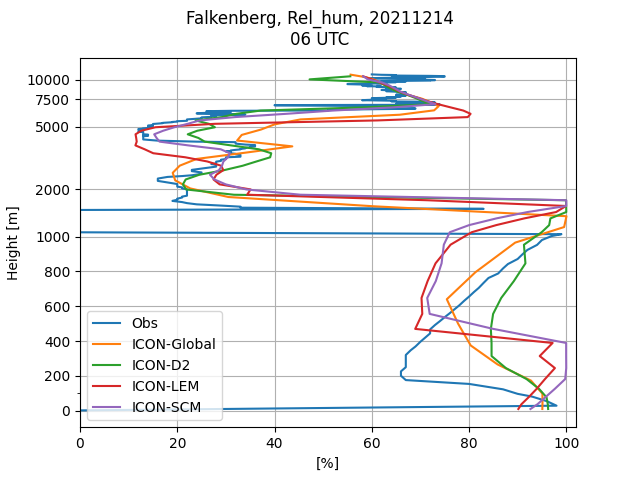 Falkenberg, Rel_hum, 20211214
06 UTC
10000
7500
5000
2000
1000
800
600
400
200
0
Height [m]
Obs
ICON-Global
ICON-D2
ICON-LEM
ICON-SCM
0 20 40 60 80 100
[%]